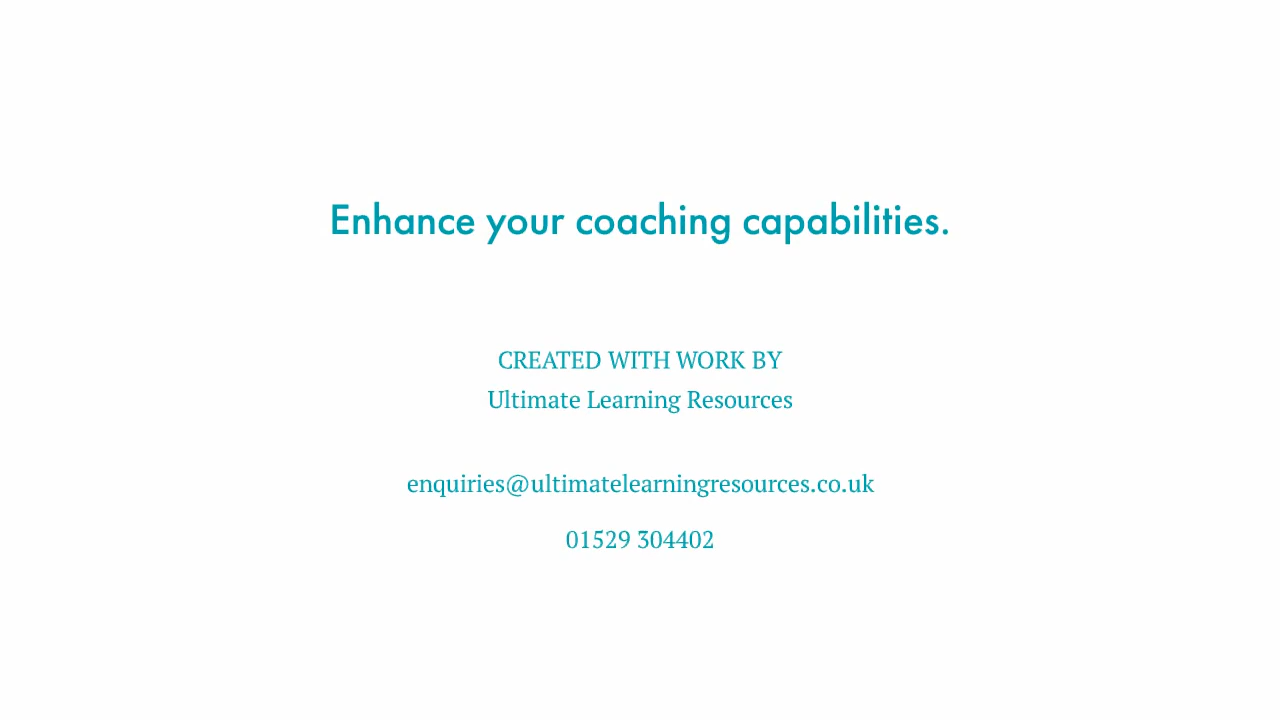 Enhance your coaching capabilities.
CREATED WITH WORK BY
Ultimate Learning Resources
enquiries@ultimatelearningresources.co.uk
01529 304402